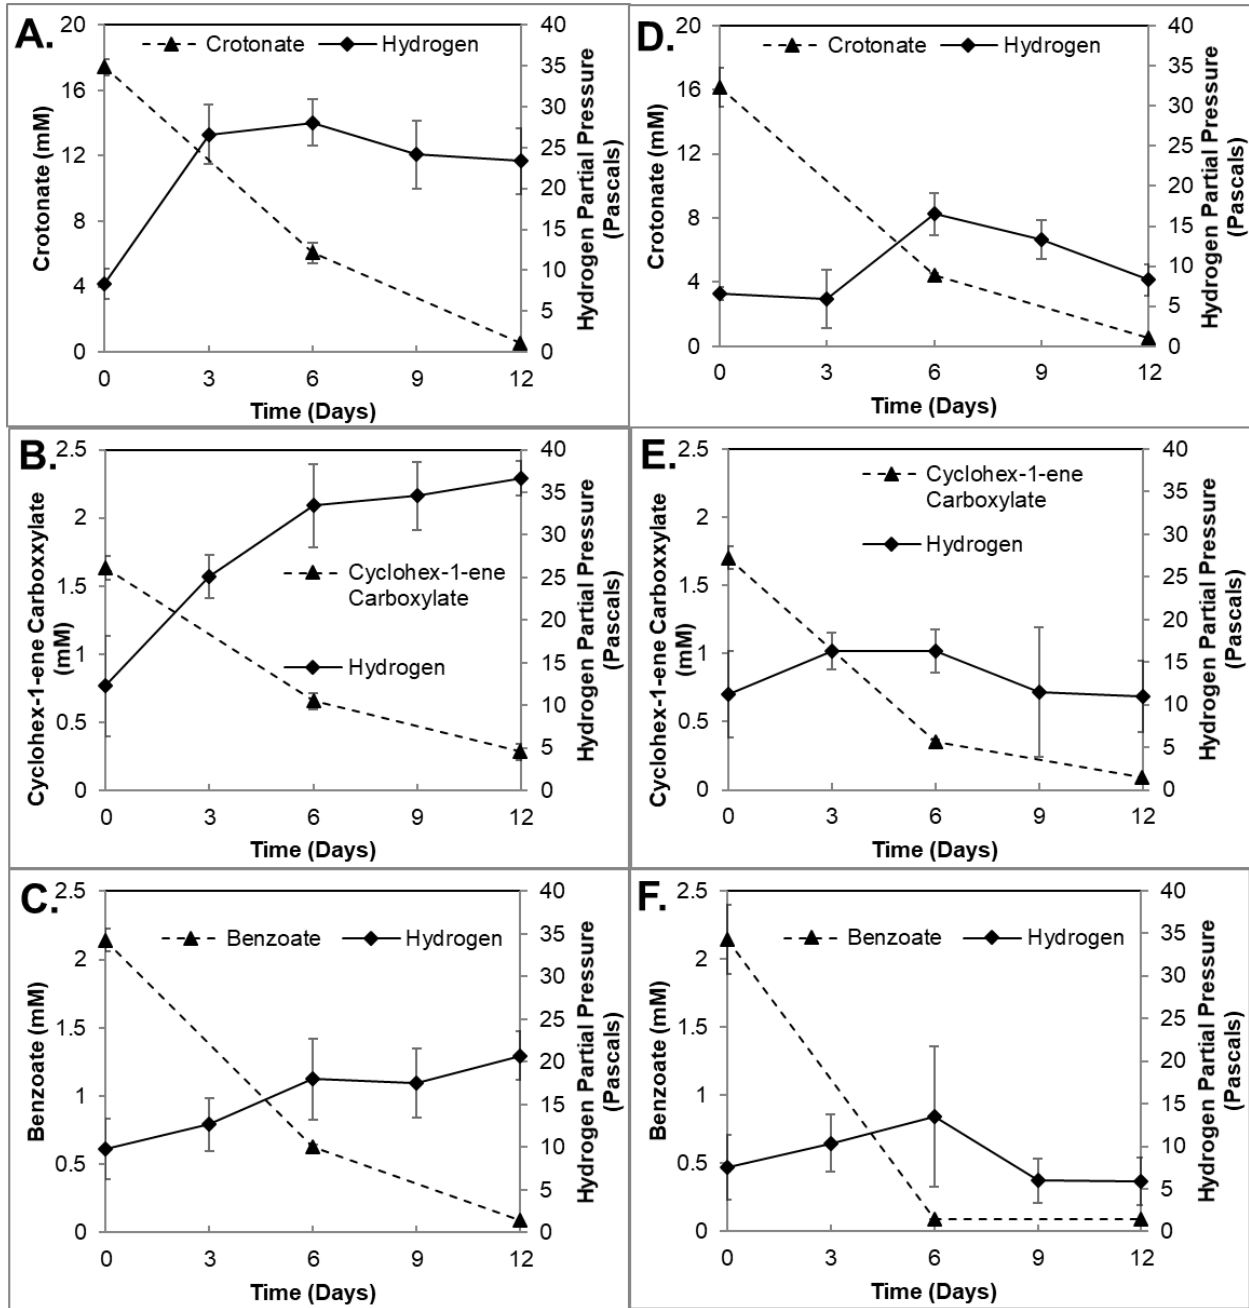 A.
Crotonate
Hydrogen
20
16
12
8
4
0
Crotonate (mM)
40
35
30
25
20
15
10
5
0
Hydrogen Partial Pressure
(Pascals)
0 3 6 9 12
Time (Days)
D.
Crotonate
Hydrogen
20
16
12
8
4
0
Crotonate (mM)
40
35
30
25
20
15
10
5
0
Hydrogen Partial Pressure
(Pascals)
0 3 6 9 12
Time (Days)
B.
2.5
2
1.5
1
0.5
0
Cyclohex-1-ene Carboxxylate
(mM)
Cyclohex-1-ene
Carboxylate
Hydrogen
40
35
30
25
20
15
10
5
0
Hydrogen Partial Pressure
(Pascals)
0 3 6 9 12
Time (Days)
E.
2.5
2
1.5
1
0.5
0
Cyclohex-1-ene Carboxylate
(mM)
Cyclohex-1-ene
Carboxylate
Hydrogen
40
35
30
25
20
15
10
5
0
Hydrogen Partial Pressure
(Pascals)
0 3 6 9 12
Time (Days)
C.
Benzoate
Hydrogen
2.5
2
1.5
1
0.5
0
Benzoate (mM)
40
35
30
25
20
15
10
5
0
Hydrogen Partial Pressure
(Pascals)
0 3 6 9 12
Time (Days)
F.
Benzoate
Hydrogen
2.5
2
1.5
1
0.5
0
Benzoate (mM)
40
35
30
25
20
15
10
5
0
Hydrogen Partial Pressure
(Pascals)
0 3 6 9 12
Time (Days)